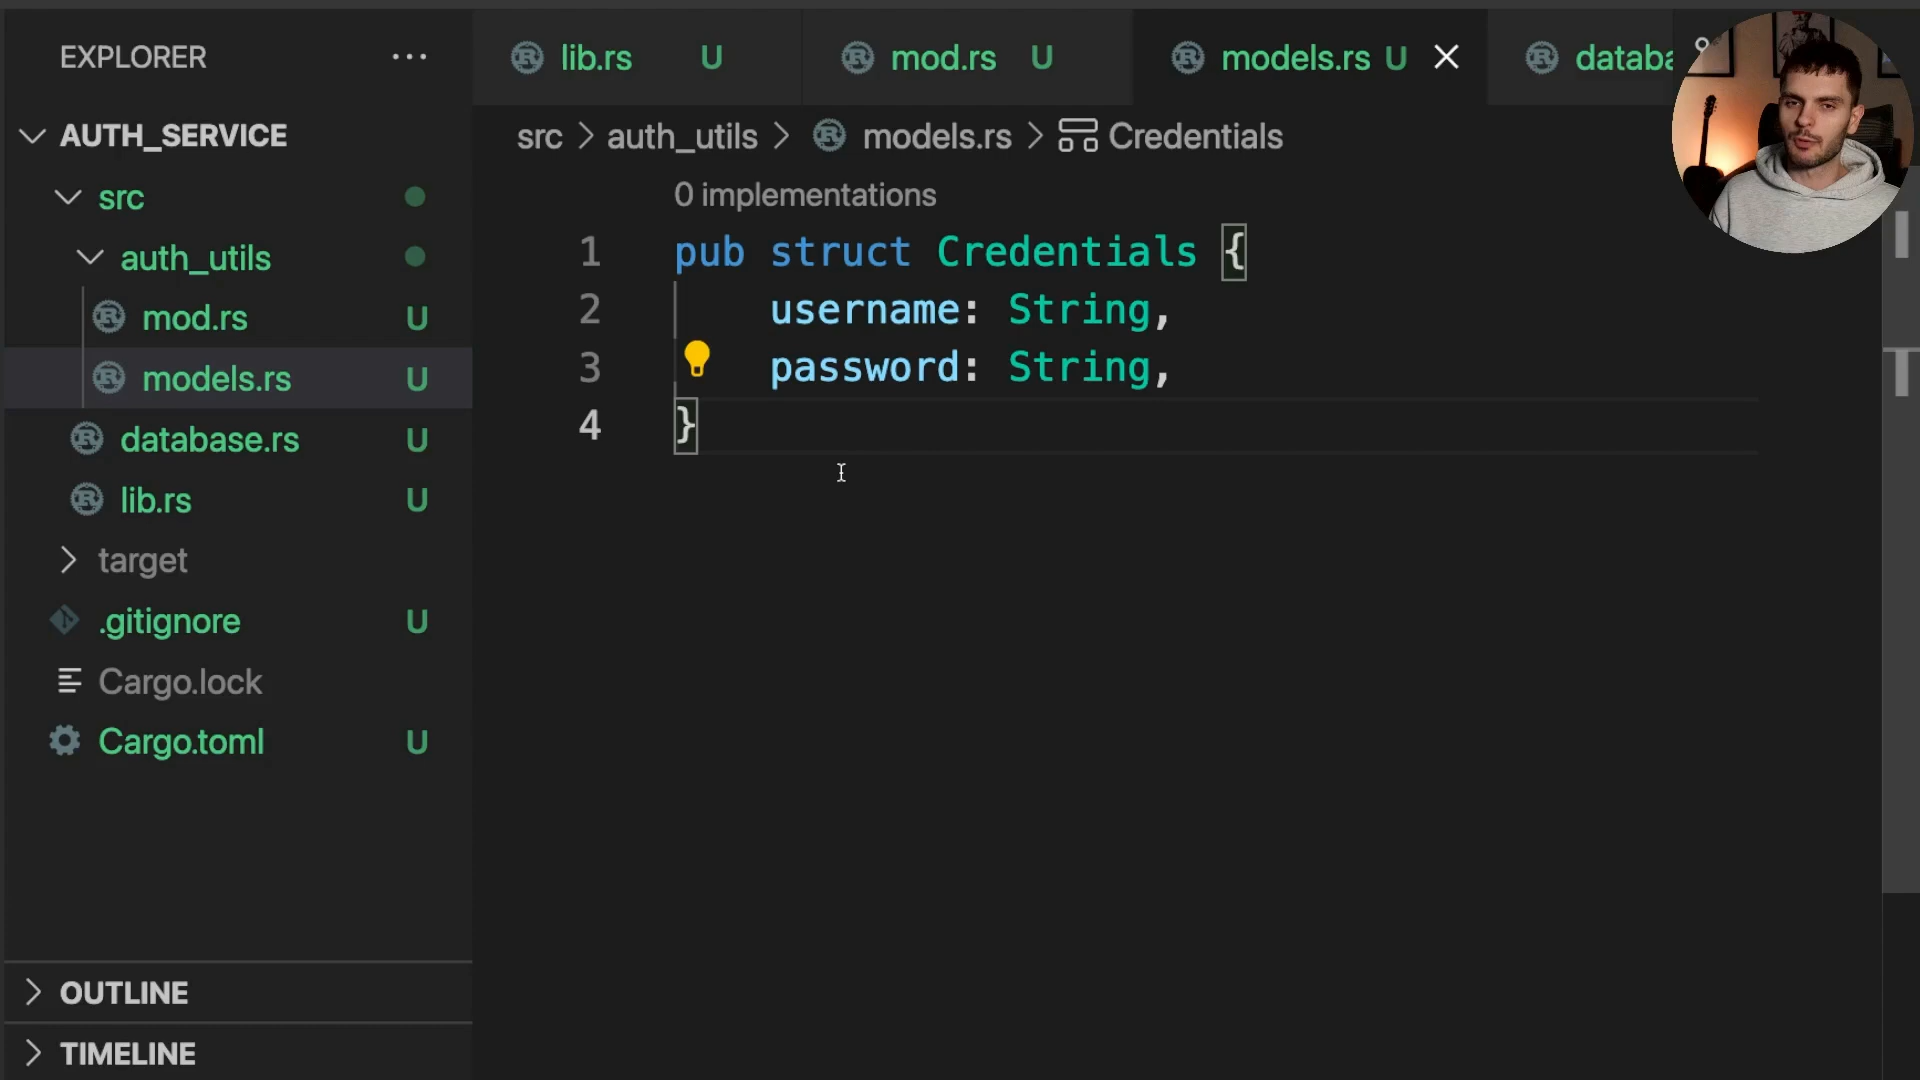 EXPLORER
AUTH_SERVICE
src
auth_utils
mod.rs U
models.rs U
database.rs U
lib.rs U
target
.gitignore U
Cargo.lock
Cargo.toml U
OUTLINE
TIMELINE
lib.rs U
mod.rs U
models.rs U
databa
src > auth_utils > models.rs > Credentials
0 implementations
1 pub struct Credentials {
2 username: String,
3 password: String,
4 }